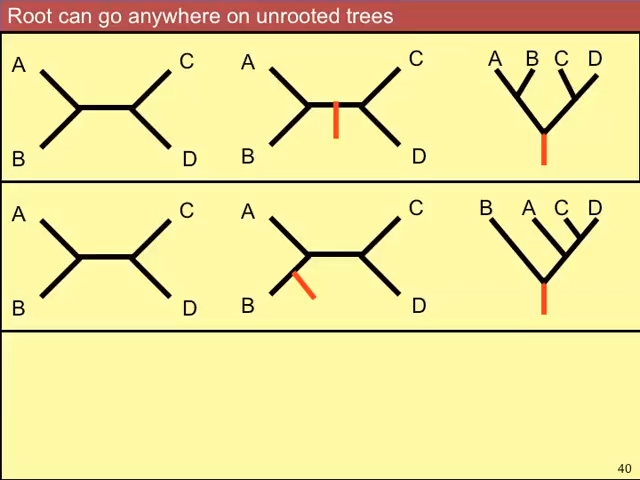 Root can go anywhere on unrooted trees
A C A C A B C D
B D B D
A C A C B A C D
B D B D
40